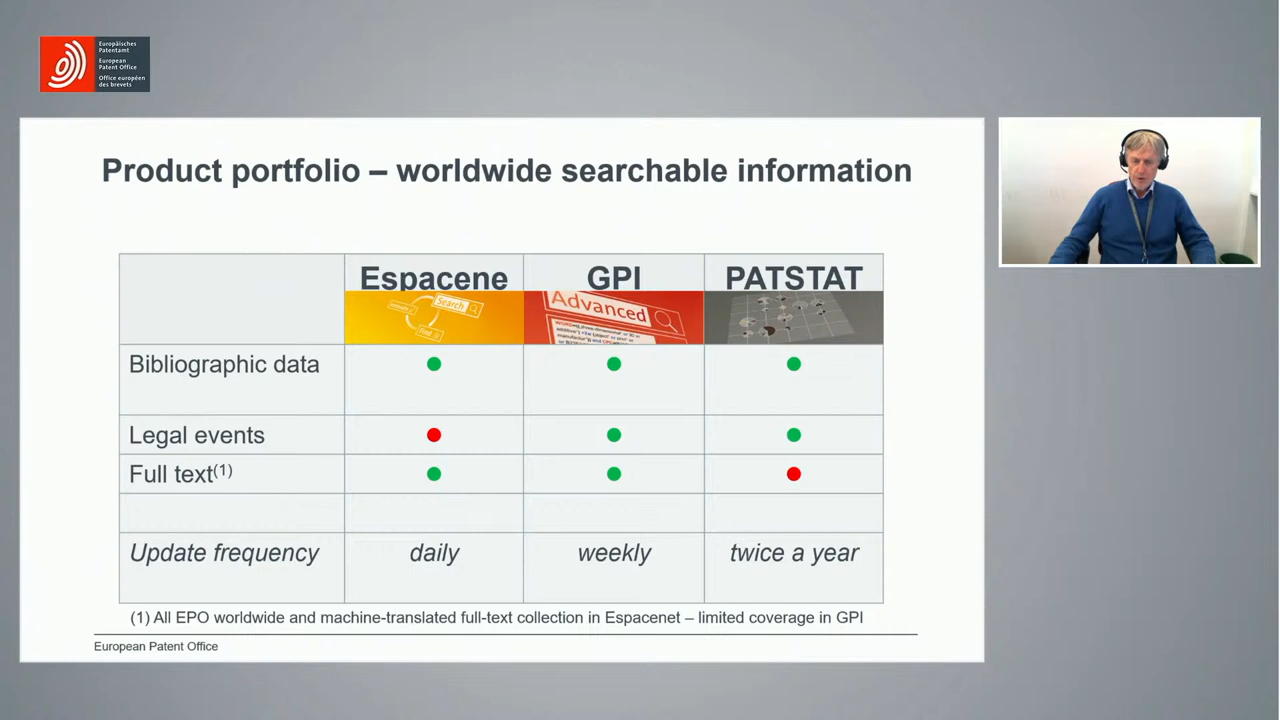 Europäisches
Patentamt
European
Patent Office
Office européen
des brevets
Product portfolio – worldwide searchable information
Espacene GPI PATSTAT
Search
Find
Advanced
Bibliographic data
Legal events
Full text(1)
Update frequency daily weekly twice a year
(1) All EPO worldwide and machine-translated full-text collection in Espacenet – limited coverage in GPI
European Patent Office